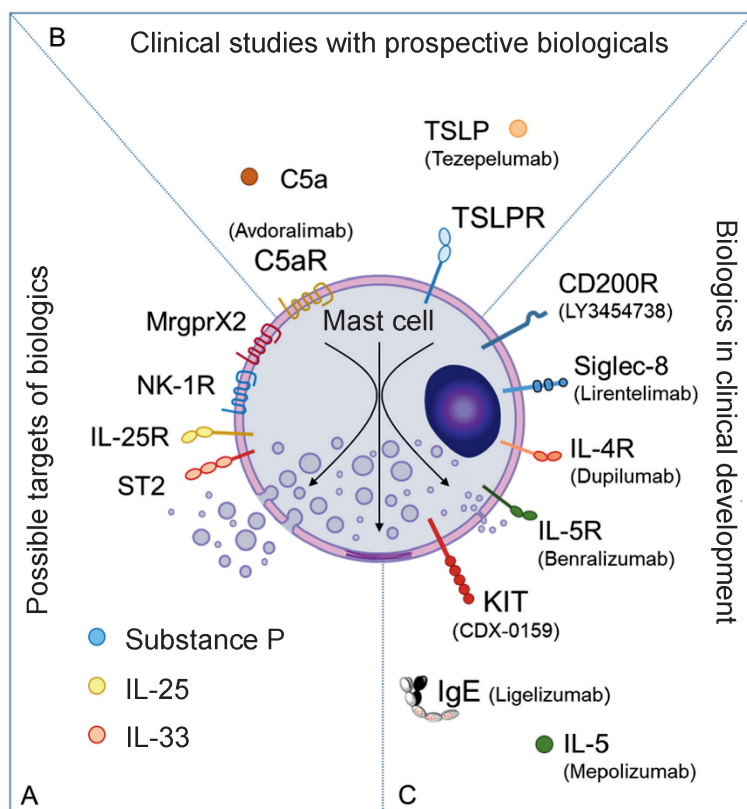 B
Clinical studies with prospective biologicals
TSLP
(Tezepelumab)
C5a
(Avdoralimab)
C5aR
TSLPR
Mast cell
MrgprX2
NK-1R
IL-25R
ST2
Possible targets of biologics
Substance P
IL-25
IL-33
A
Biologics in clinical development
CD200R
(LY3454738)
Siglec-8
(Lirentelimab)
IL-4R
(Dupilumab)
IL-5R
(Benralizumab)
KIT
(CDX-0159)
IgE (Ligelizumab)
IL-5
(Mepolizumab)
C